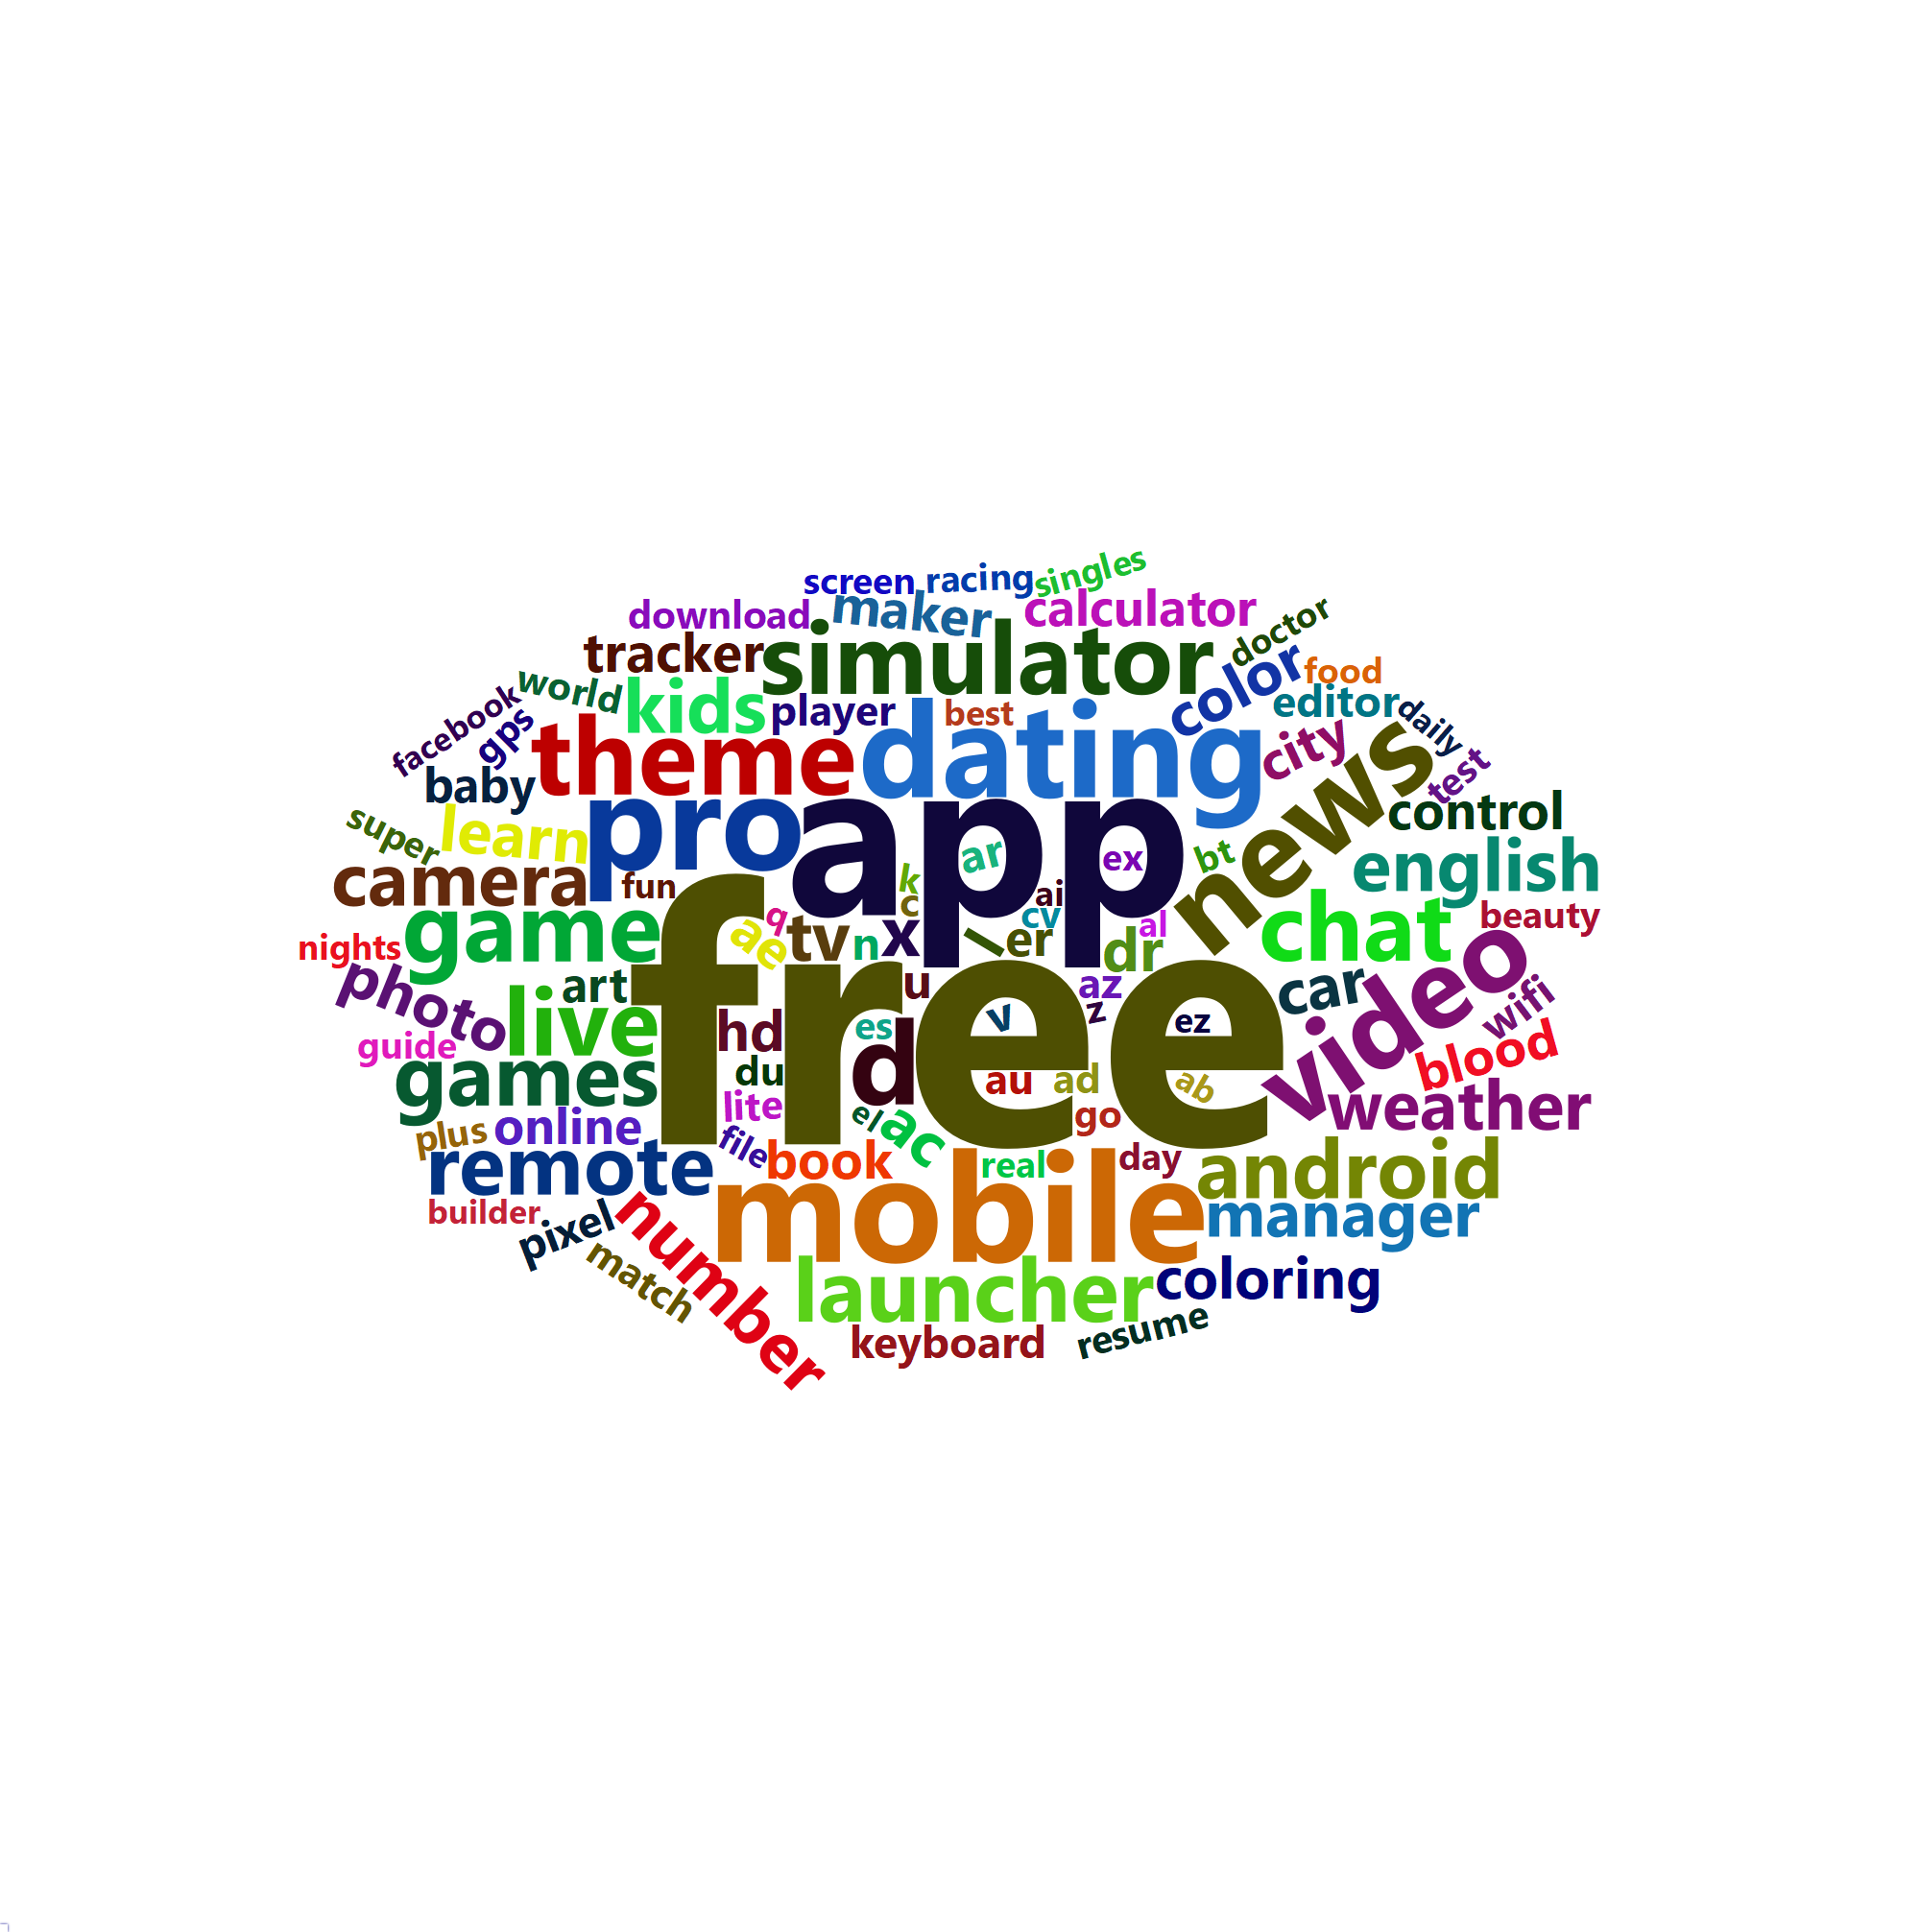 screen racing singles
download maker calculator
tracker simulator doctor
world kids player best color food
facebook gps editor daily
baby theme dating city news test
super learn pro app control
camera fun k ar ex bt english
game q c ai cv al chat beauty
nights ae tv n x er dr
photo art u az car video wifi
guide live hd es v z ez blood
games du d free au ad ab weather
plus online lite el ac go
remote file book real day android
builder pixel number mobile manager
match launcher coloring
keyboard resume